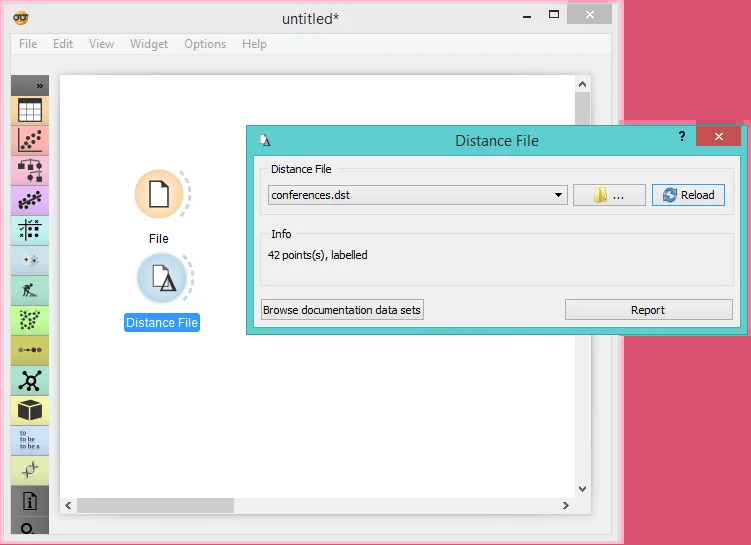 untitled*
File Edit View Widget Options Help
»
Distance File
?
Distance File
conferences.dst
...
Reload
Info
42 points(s), labelled
Browse documentation data sets
Report
File
Distance File
to
to be
to be a